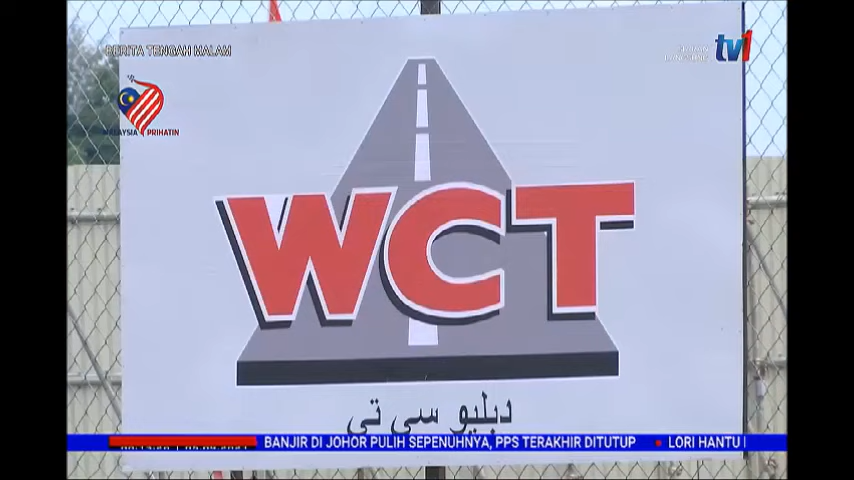 BERITA TENGAH MALAM
tv1
MALAYSIA PRIHATIN
WCT
دبليو سي تي
BANJIR DI JOHOR PULIH SEPENUHNYA, PPS TERAKHIR DITUTUP • LORI HANTU